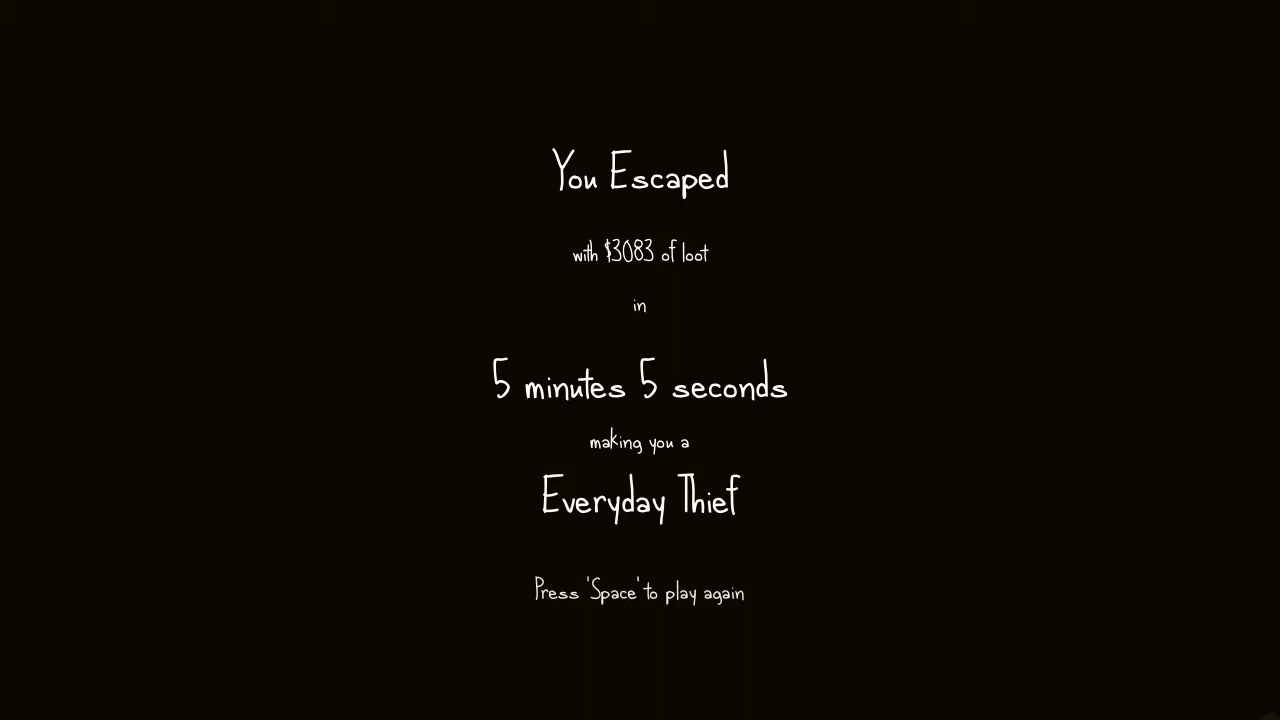 You Escaped
with $3083 of loot
in
5 minutes 5 seconds
making you a
Everyday Thief
Press 'Space' to play again